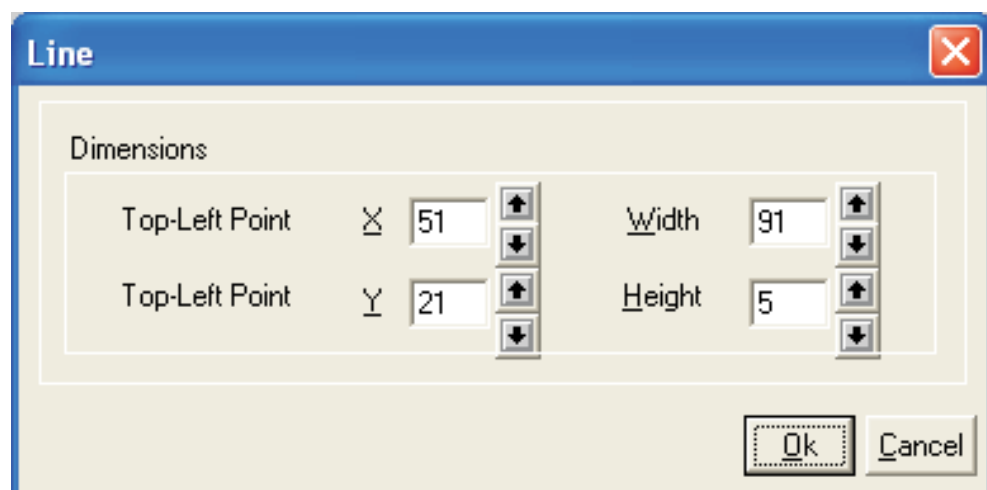 Line
Dimensions
Top-Left Point X 51 Width 91
Top-Left Point Y 21 Height 5
Ok Cancel